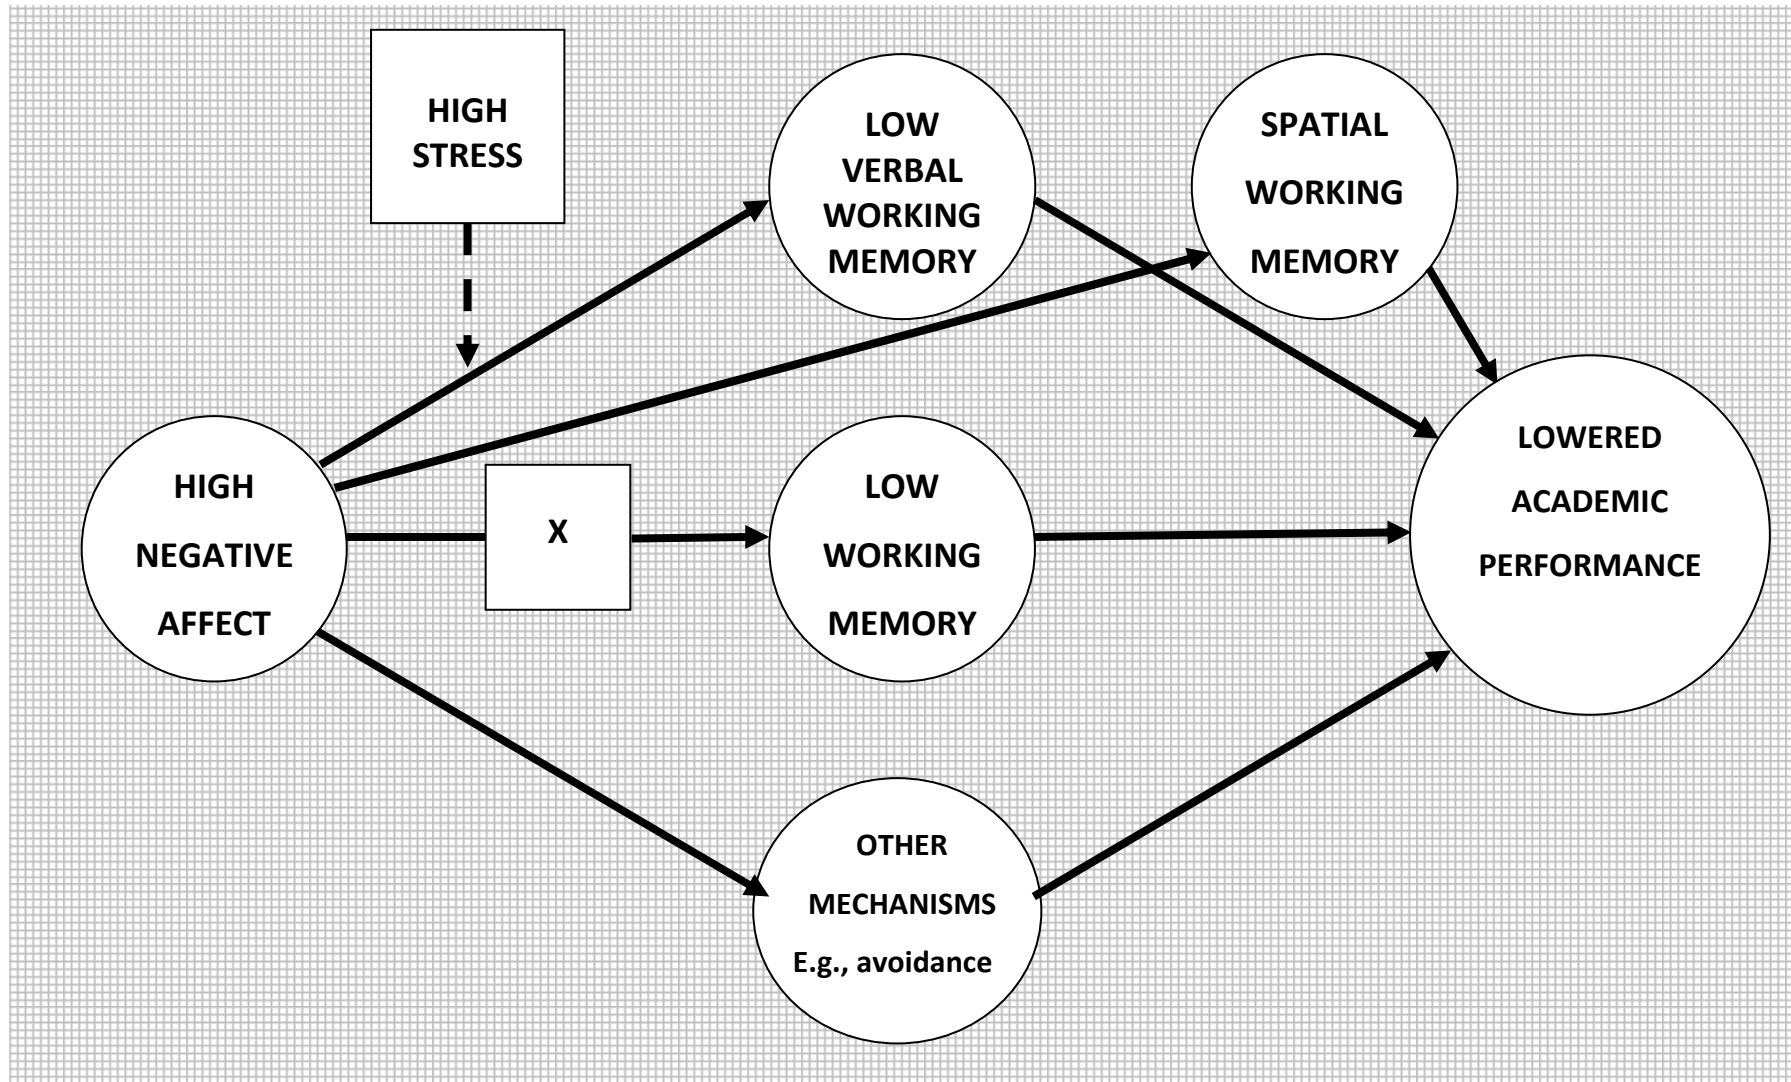 HIGH
STRESS
LOW
VERBAL
WORKING
MEMORY
SPATIAL
WORKING
MEMORY
HIGH
NEGATIVE
AFFECT
X
LOW
WORKING
MEMORY
LOWERED
ACADEMIC
PERFORMANCE
OTHER
MECHANISMS
E.g., avoidance